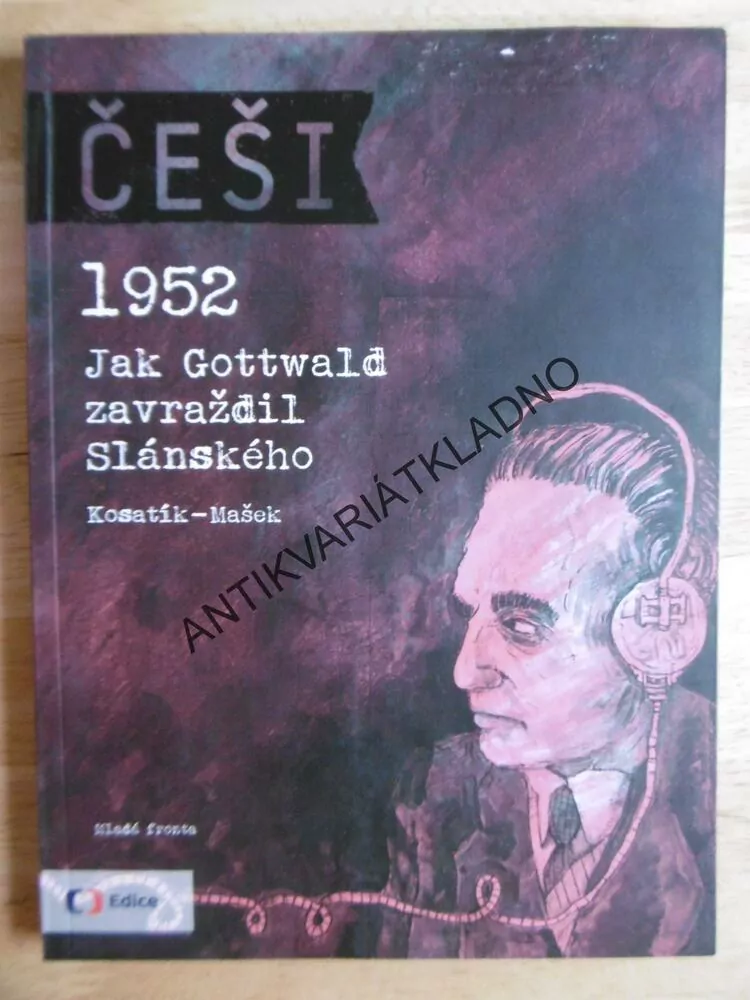 ČEŠI
1952
Jak Gottwald
zavraždil
Slánského
Kosatík – Mašek
ANTIKVARIÁTKLADNO
Mladá fronta
Edice